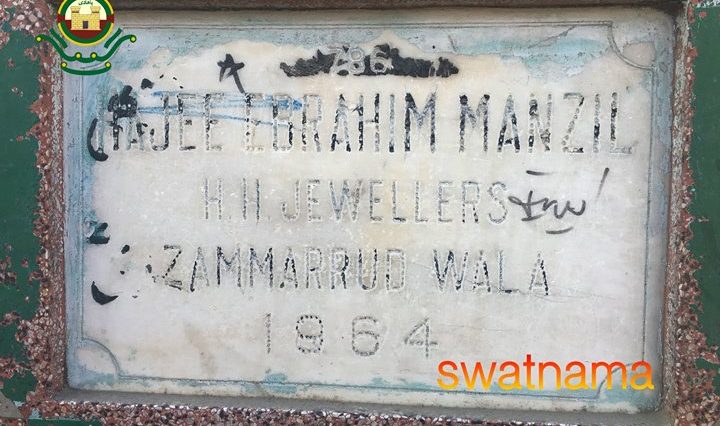 786
HAJEE EBRAHIM MANZIL
H.H. JEWELLERS
ZAMMARRUD WALA
1964
swatnama